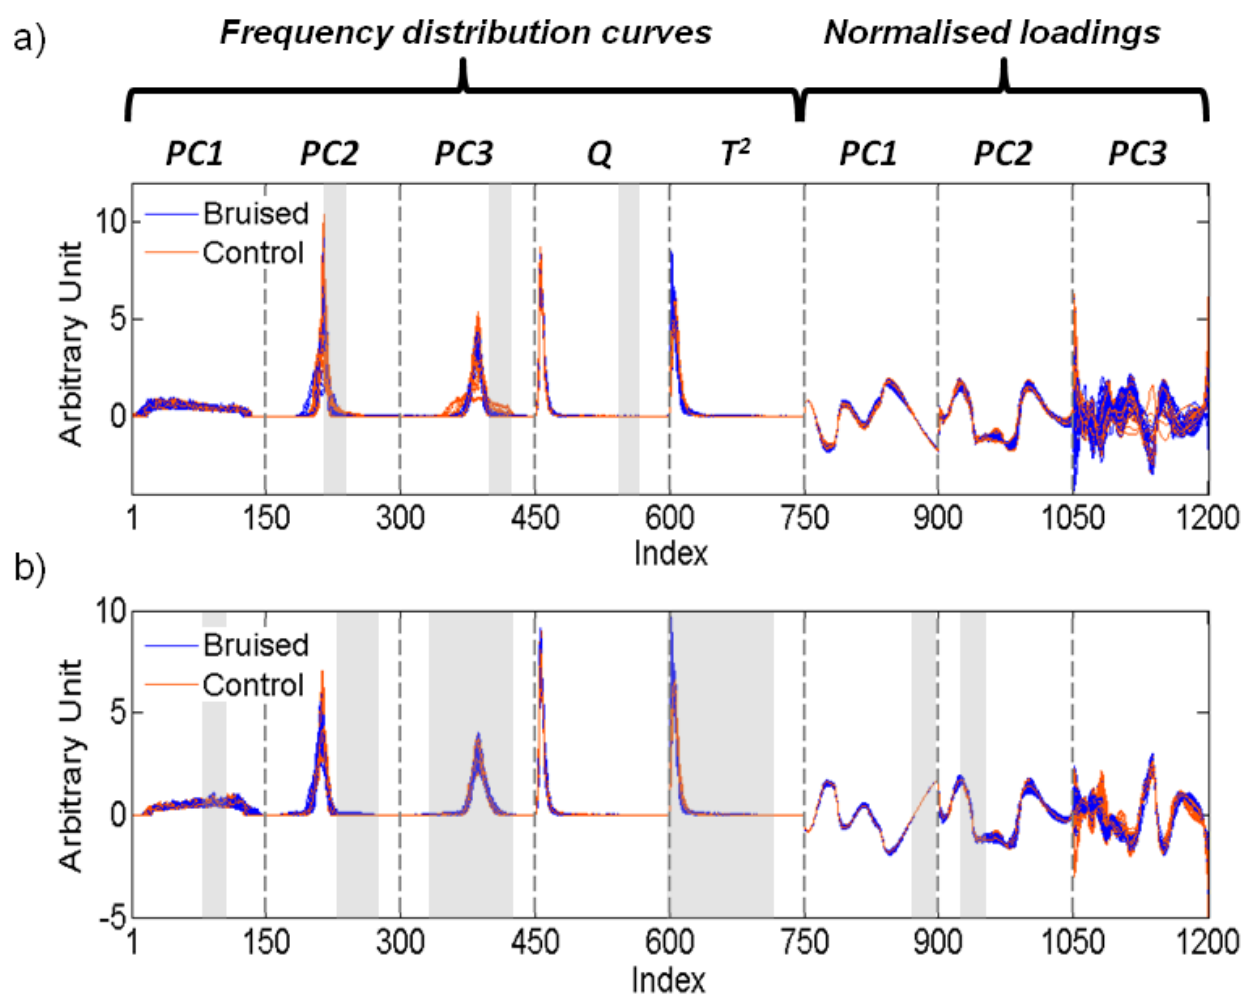 a)
Frequency distribution curves Normalised loadings
PC1 PC2 PC3 Q T² PC1 PC2 PC3
Bruised
Control
10
5
0
Arbitrary Unit
1 150 300 450 600 750 900 1050 1200
Index
b)
Bruised
Control
10
5
0
-5
Arbitrary Unit
1 150 300 450 600 750 900 1050 1200
Index